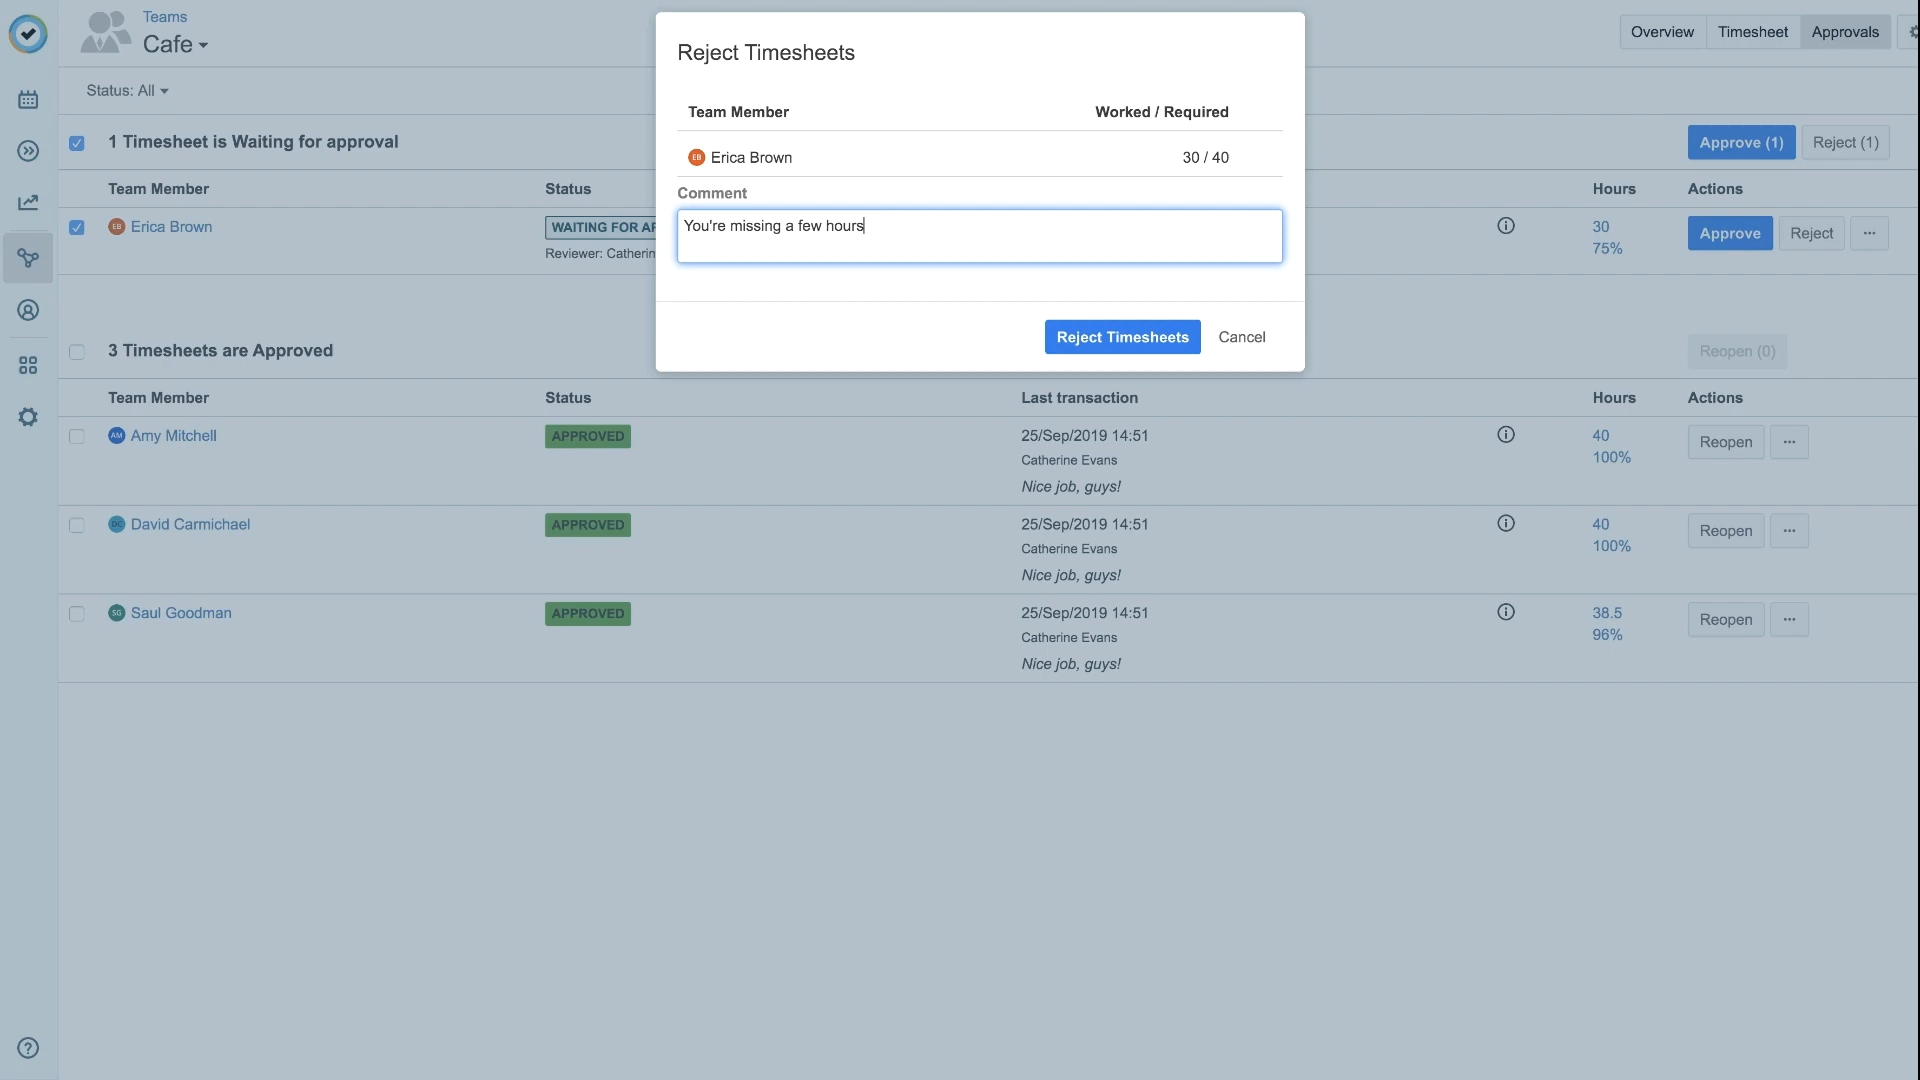 Teams
Cafe
Overview
Timesheet
Approvals
Status: All
1 Timesheet is Waiting for approval
Approve (1)
Reject (1)
Team Member
Status
Hours
Actions
EB Erica Brown
WAITING FOR
Reviewer:
30
75%
Approve
Reject
...
Reject Timesheets
Team Member
Worked / Required
EB Erica Brown
30 / 40
Comment
You're missing a few hours
Reject Timesheets
Cancel
3 Timesheets are Approved
Reopen (0)
Team Member
Status
Last transaction
Hours
Actions
AM Amy Mitchell
APPROVED
25/Sep/2019 14:51
Catherine Evans
Nice job, guys!
40
100%
Reopen
...
DC David Carmichael
APPROVED
25/Sep/2019 14:51
Catherine Evans
Nice job, guys!
40
100%
Reopen
...
SG Saul Goodman
APPROVED
25/Sep/2019 14:51
Catherine Evans
Nice job, guys!
38.5
96%
Reopen
...